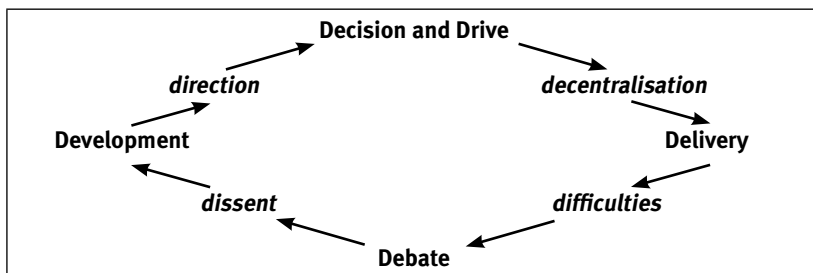 Decision and Drive
direction
decentralisation
Development
Delivery
dissent
difficulties
Debate